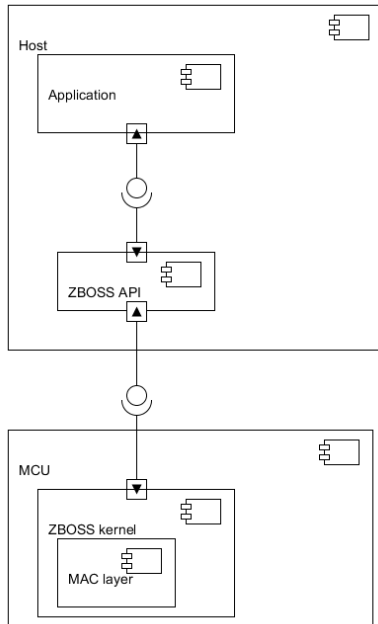 Host
Application
ZBOSS API
MCU
ZBOSS kernel
MAC layer